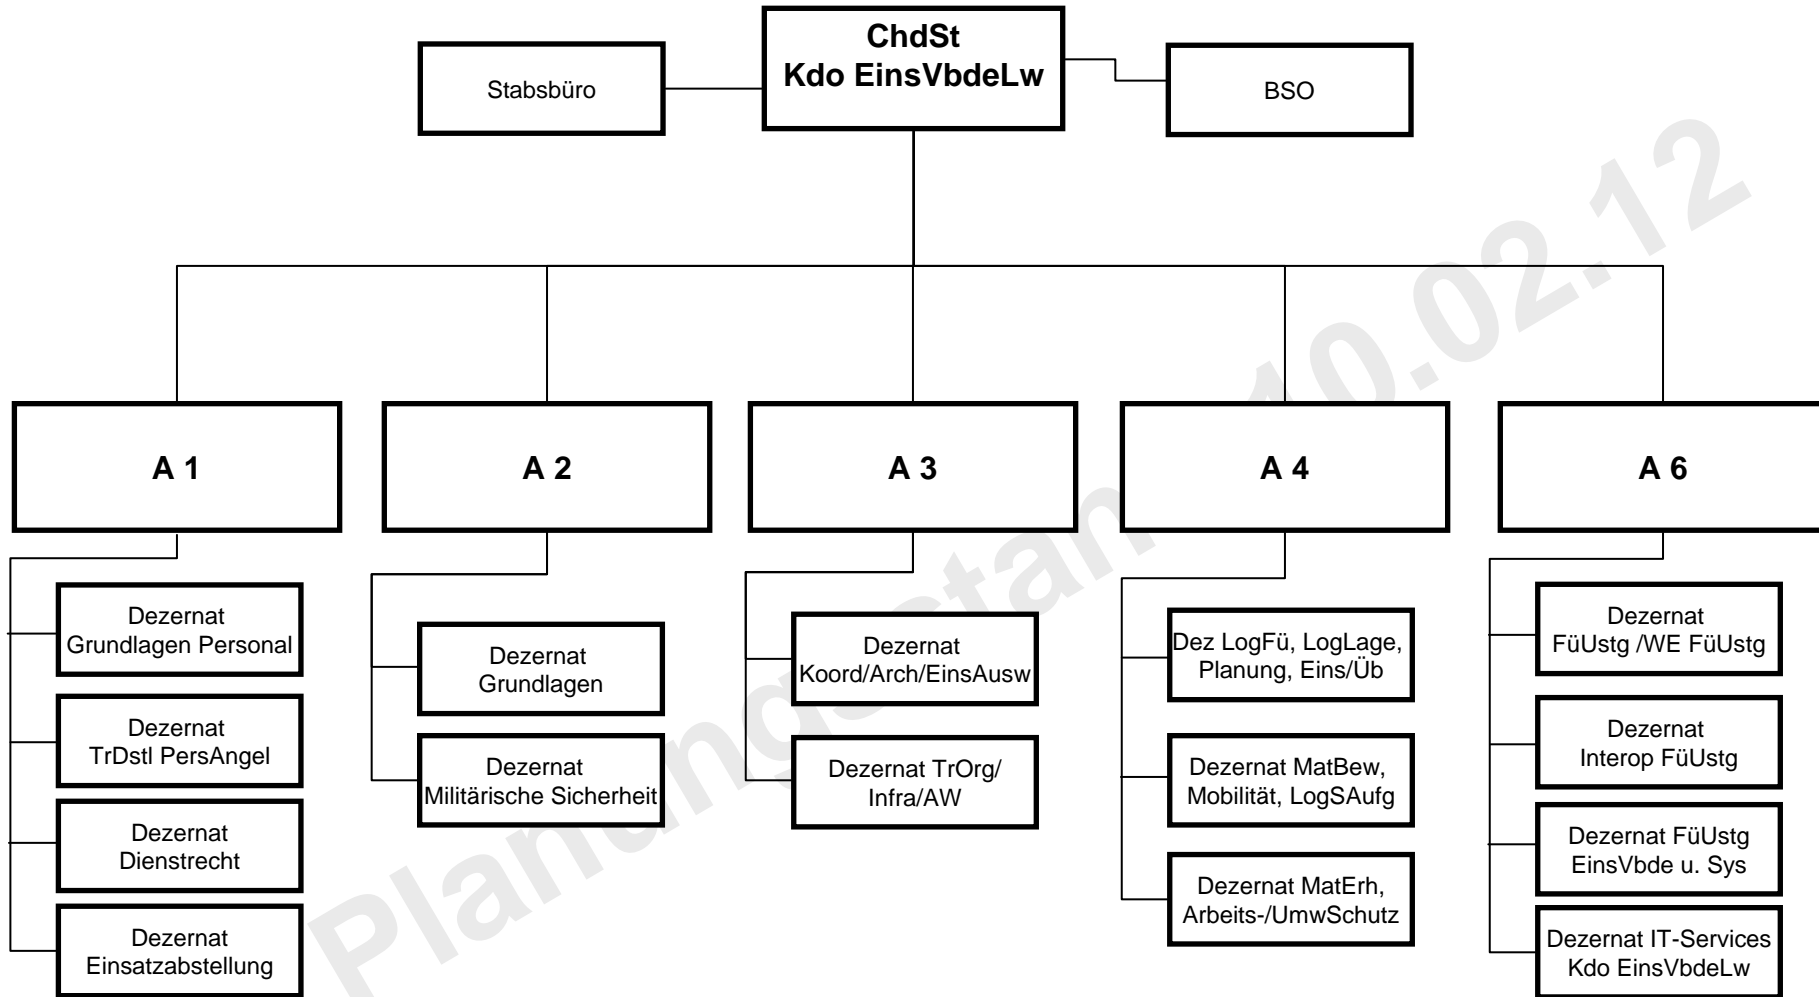 ChdSt
Kdo EinsVbdeLw
Stabsbüro
BSO
A 1
A 2
A 3
A 4
A 6
Dezernat
Grundlagen Personal
Dezernat
TrDstl PersAngel
Dezernat
Dienstrecht
Dezernat
Einsatzabstellung
Dezernat
Grundlagen
Dezernat
Militärische Sicherheit
Dezernat
Koord/Arch/EinsAusw
Dezernat TrOrg/
Infra/AW
Dez LogFü, LogLage,
Planung, Eins/Üb
Dezernat MatBew,
Mobilität, LogSAufg
Dezernat MatErh,
Arbeits-/UmwSchutz
Dezernat
FüUstg /WE FüUstg
Dezernat
Interop FüUstg
Dezernat FüUstg
EinsVbde u. Sys
Dezernat IT-Services
Kdo EinsVbdeLw
Planungsstand 10.02.12